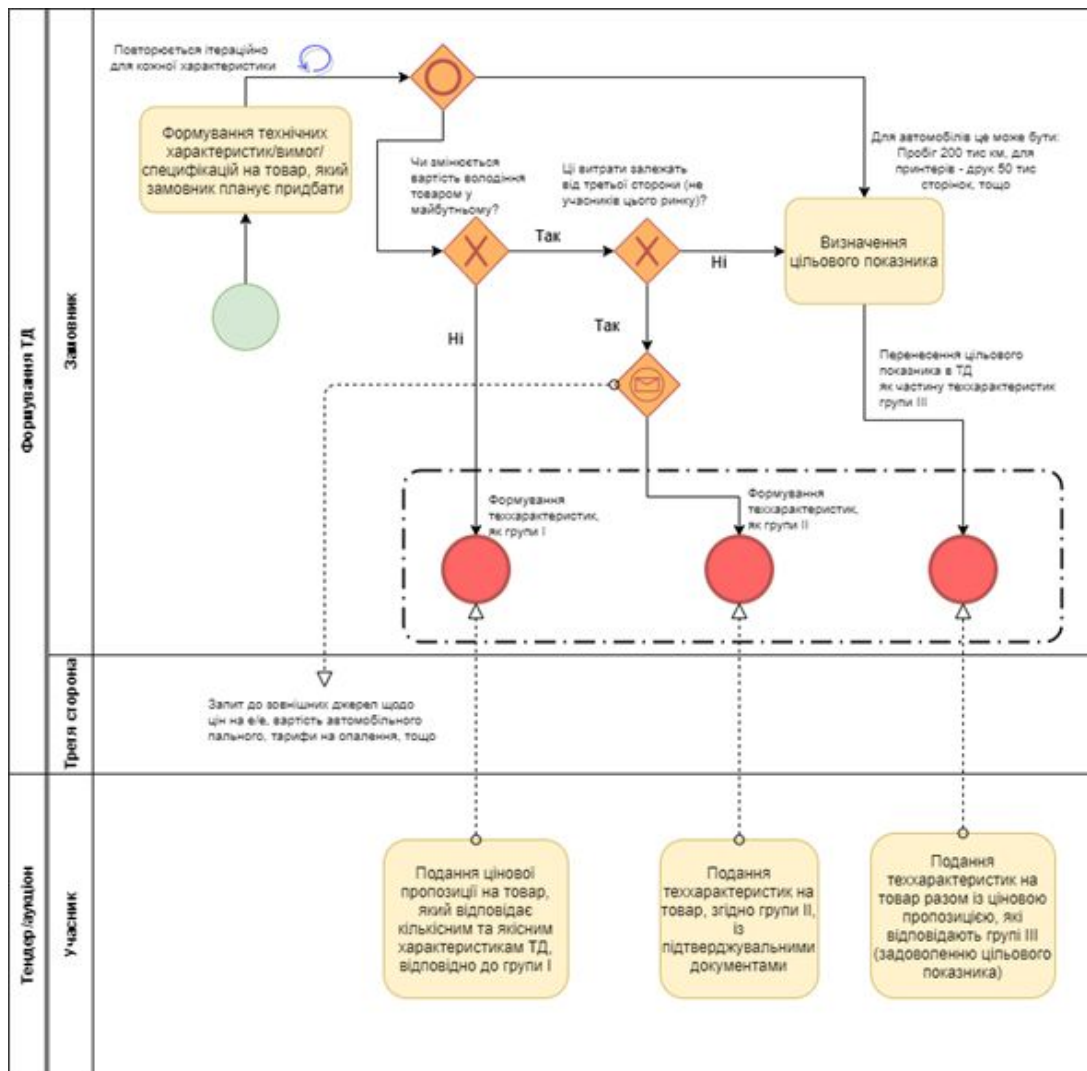 Повторюється ітераційно
для кожної характеристики
Формування технічних
характеристик/вимог/
специфікацій на товар, який
замовник планує придбати
Чи змінюється
вартість володіння
товаром у
майбутньому?
Ці витрати залежать
від третьої сторони (не
учасників цього ринку)?
Для автомобілів це може бути:
Пробіг 200 тис км, для
принтерів - друк 50 тис
сторінок, тощо
Визначення
цільового показника
Так
Ні
Ні
Так
Перенесення цільового
показника в ТД
як частину теххарактеристик
групи III
Формування
теххарактеристик,
як групи I
Формування
теххарактеристик,
як групи II
Формування ТД
Замовник
Третя сторона
Запит до зовнішних джерел щодо
цін на е/е, вартість автомобільного
пального, тарифи на опалення, тощо
Тендер/аукціон
Учасник
Подання цінової
пропозиції на товар,
який відповідає
кількісним та якісним
характеристикам ТД,
відповідно до групи I
Подання
теххарактеристик на
товар, згідно групи II,
із
підтверджувальними
документами
Подання
теххарактеристик на
товар разом із ціновою
пропозицією, які
відповідають групі III
(задоволенню цільового
показника)